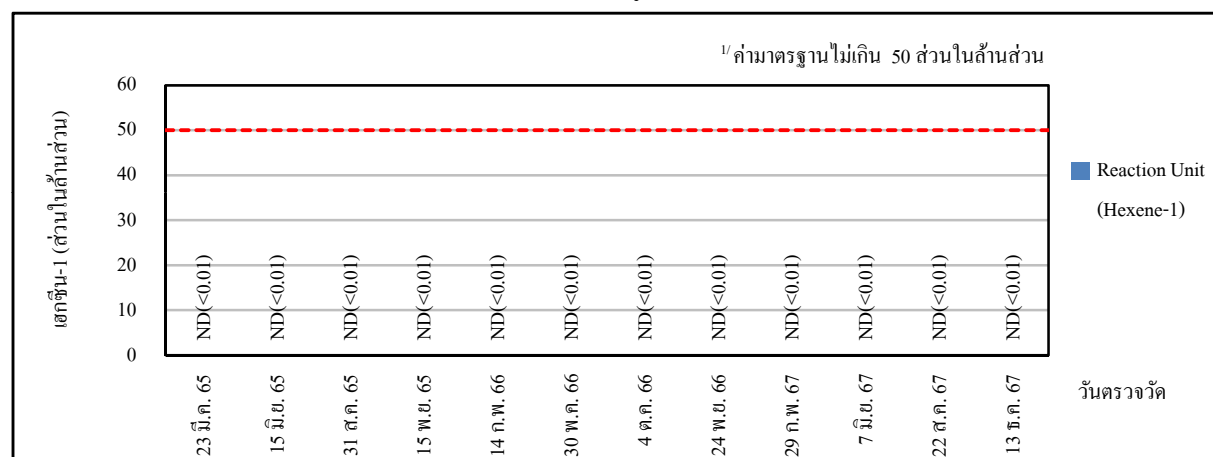 1/ ค่ามาตรฐานไม่เกิน 50 ส่วนในล้านส่วน
เฮกซีน-1 (ส่วนในล้านส่วน)
60
50
40
30
20
10
0
ND(<0.01)
ND(<0.01)
ND(<0.01)
ND(<0.01)
ND(<0.01)
ND(<0.01)
ND(<0.01)
ND(<0.01)
ND(<0.01)
ND(<0.01)
ND(<0.01)
ND(<0.01)
23 มี.ค. 65
15 มิ.ย. 65
31 ส.ค. 65
15 พ.ย. 65
14 ก.พ. 66
30 พ.ค. 66
4 ต.ค. 66
24 พ.ย. 66
29 ก.พ. 67
7 มิ.ย. 67
22 ส.ค. 67
13 ธ.ค. 67
วันตรวจวัด
Reaction Unit
(Hexene-1)